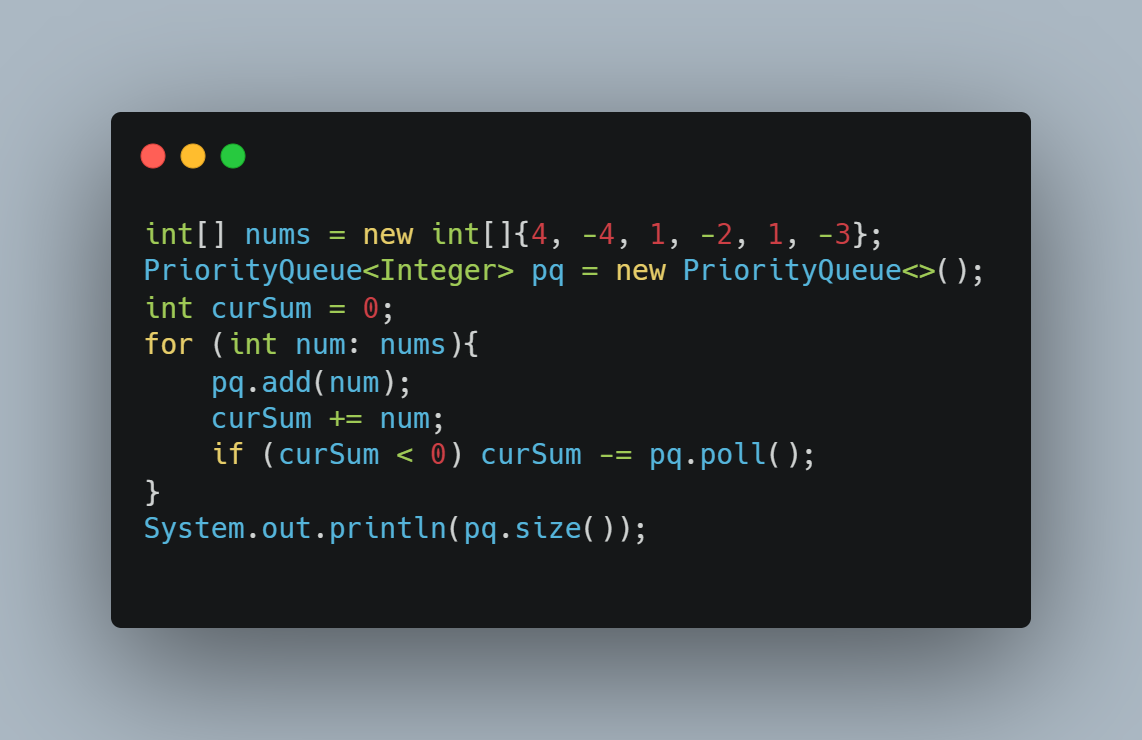 int[] nums = new int[]{4, -4, 1, -2, 1, -3};
PriorityQueue<Integer> pq = new PriorityQueue<>();
int curSum = 0;
for (int num: nums){
    pq.add(num);
    curSum += num;
    if (curSum < 0) curSum -= pq.poll();
}
System.out.println(pq.size());